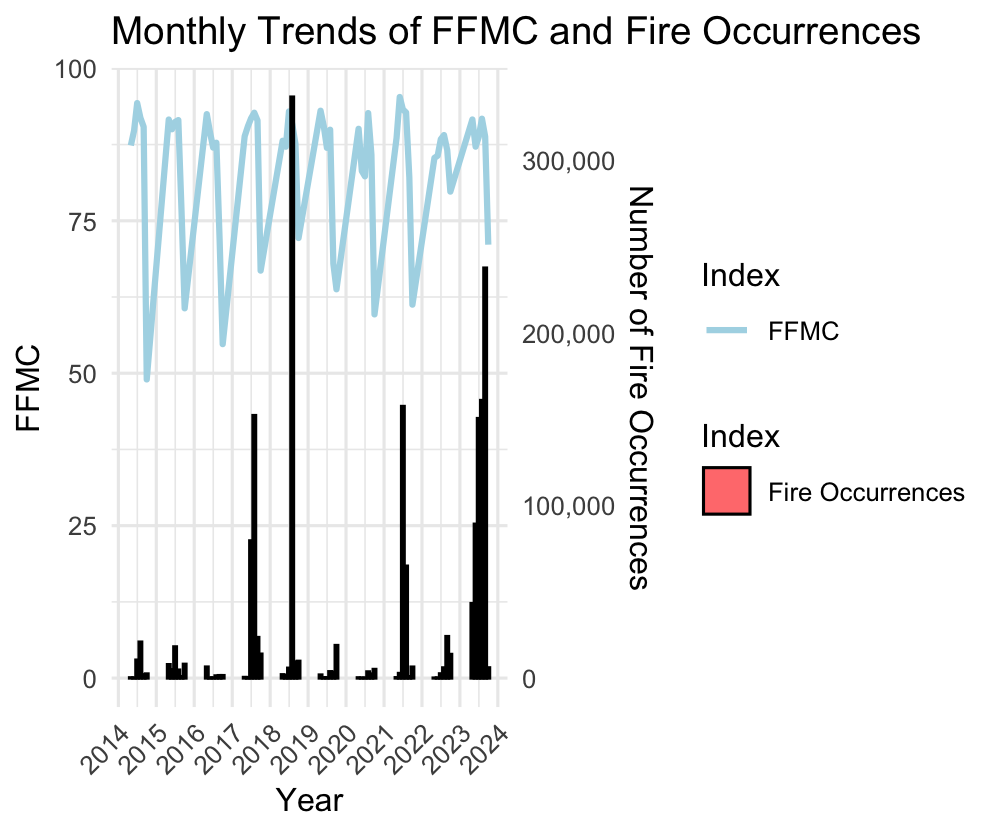 Monthly Trends of FFMC and Fire Occurrences
FFMC
100
75
50
25
0
300,000
200,000
100,000
0
Number of Fire Occurrences
2014
2015
2016
2017
2018
2019
2020
2021
2022
2023
2024
Year
Index
FFMC
Index
Fire Occurrences